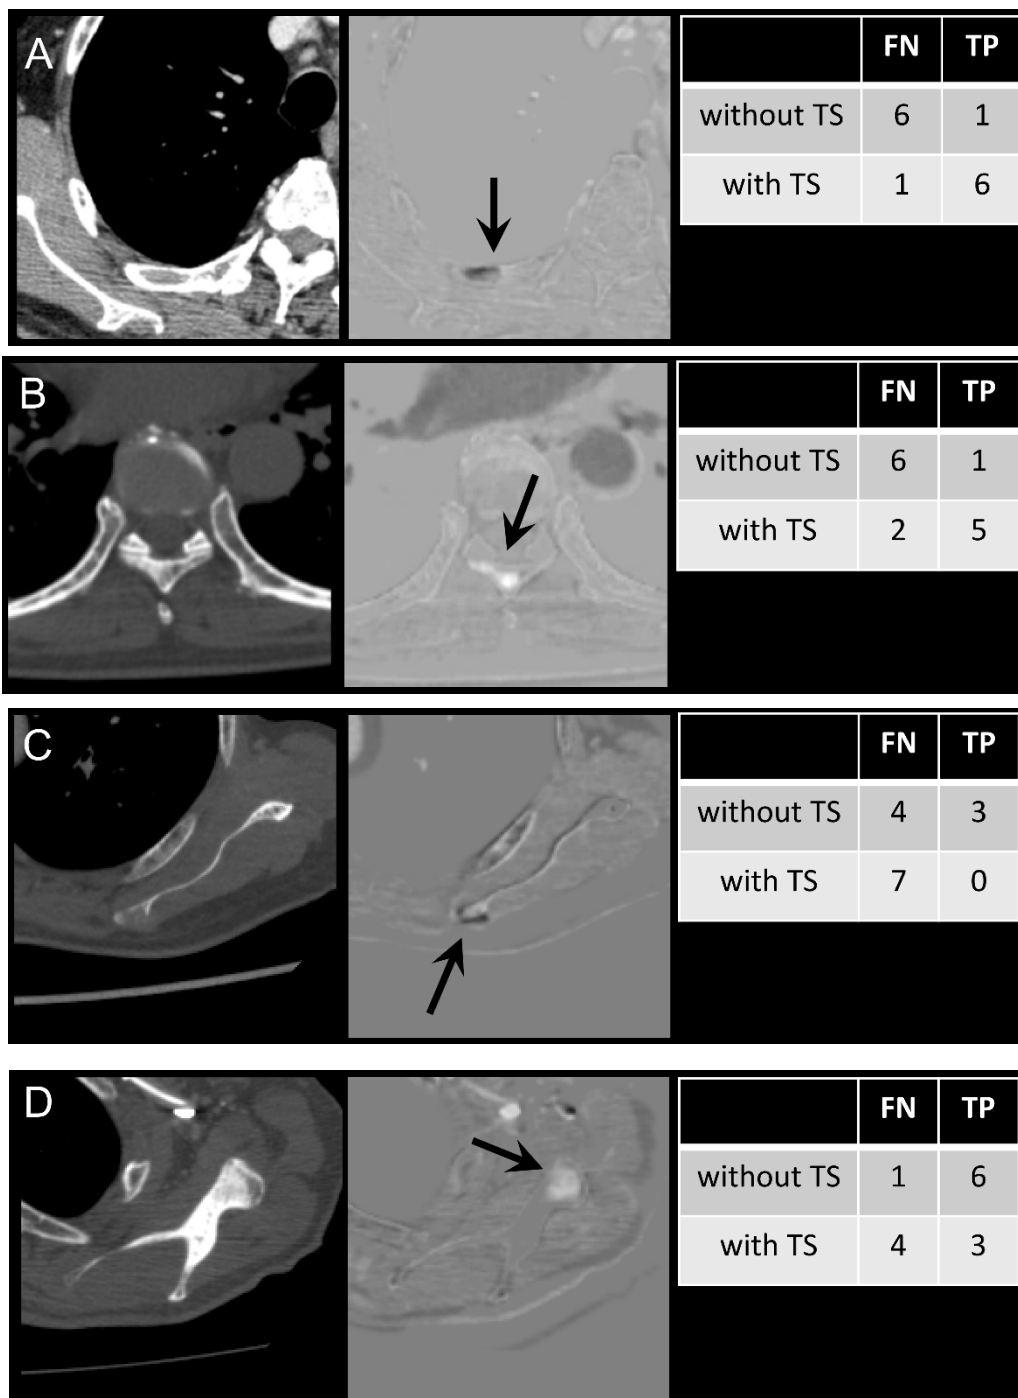 A
FN TP
without TS 6 1
with TS 1 6
B
FN TP
without TS 6 1
with TS 2 5
C
FN TP
without TS 4 3
with TS 7 0
D
FN TP
without TS 1 6
with TS 4 3